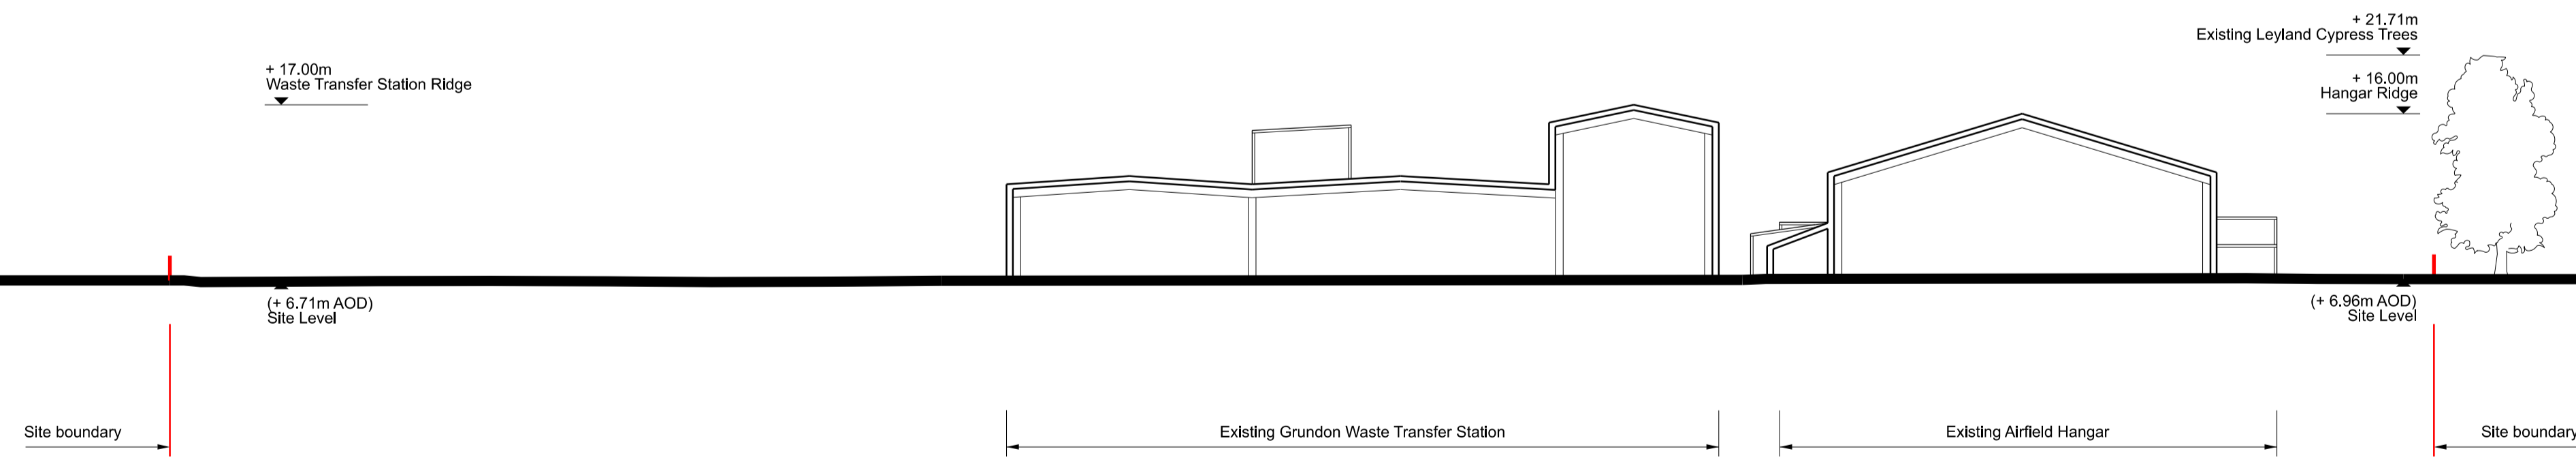 + 21.71m
Existing Leyland Cypress Trees
+ 17.00m
Waste Transfer Station Ridge
+ 16.00m
Hangar Ridge
(+ 6.71m AOD)
Site Level
(+ 6.96m AOD)
Site Level
Site boundary
Existing Grundon Waste Transfer Station
Existing Airfield Hangar
Site boundary